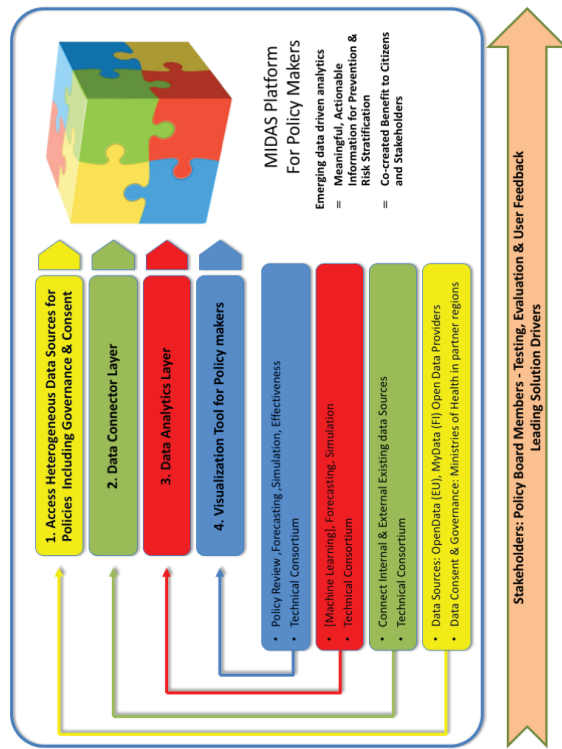 1. Access Heterogeneous Data Sources for
Policies Including Governance & Consent
2. Data Connector Layer
3. Data Analytics Layer
4. Visualization Tool for Policy makers
• Policy Review ,Forecasting ,Simulation, Effectiveness
• Technical Consortium
• [Machine Learning], Forecasting, Simulation
• Technical Consortium
• Connect Internal & External Existing data Sources
• Technical Consortium
• Data Sources: OpenData (EU), MyData (FI) Open Data Providers
• Data Consent & Governance: Ministries of Health in partner regions
MIDAS Platform
For Policy Makers
Emerging data driven analytics
= Meaningful, Actionable
Information for Prevention &
Risk Stratification
= Co-created Benefit to Citizens
and Stakeholders
Stakeholders: Policy Board Members - Testing, Evaluation & User Feedback
Leading Solution Drivers